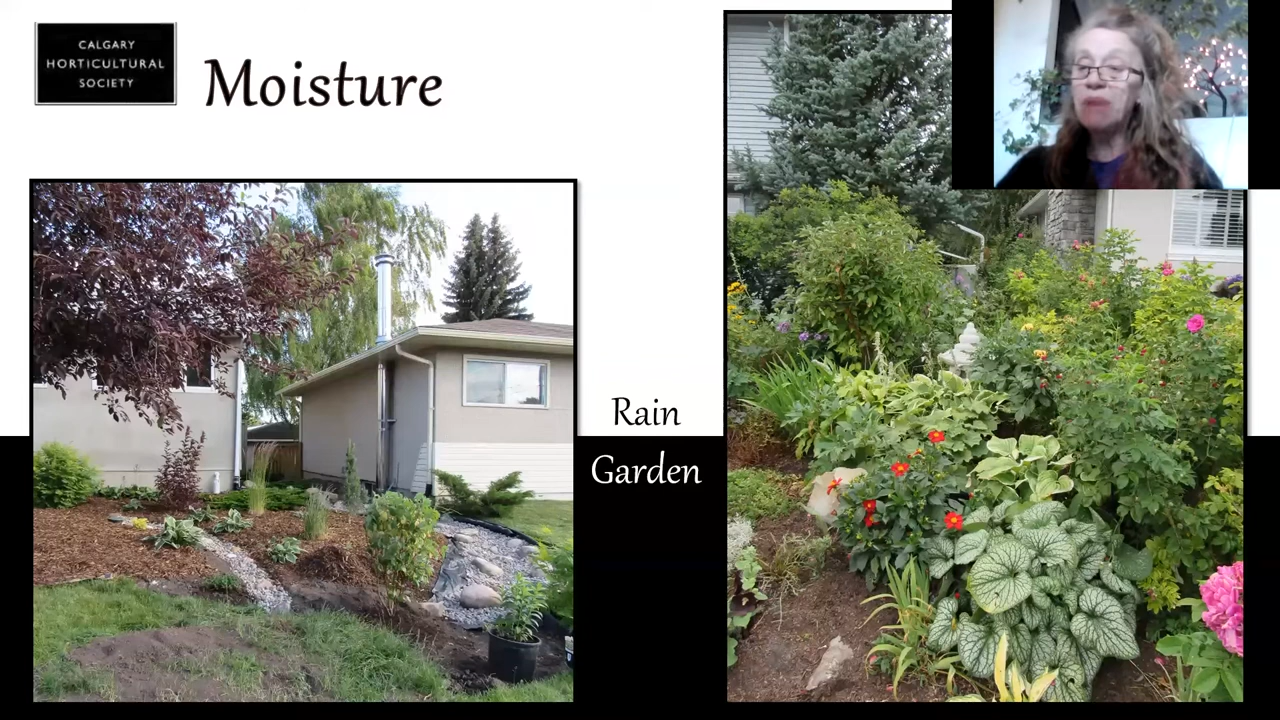 CALGARY
HORTICULTURAL
SOCIETY
Moisture
Rain
Garden